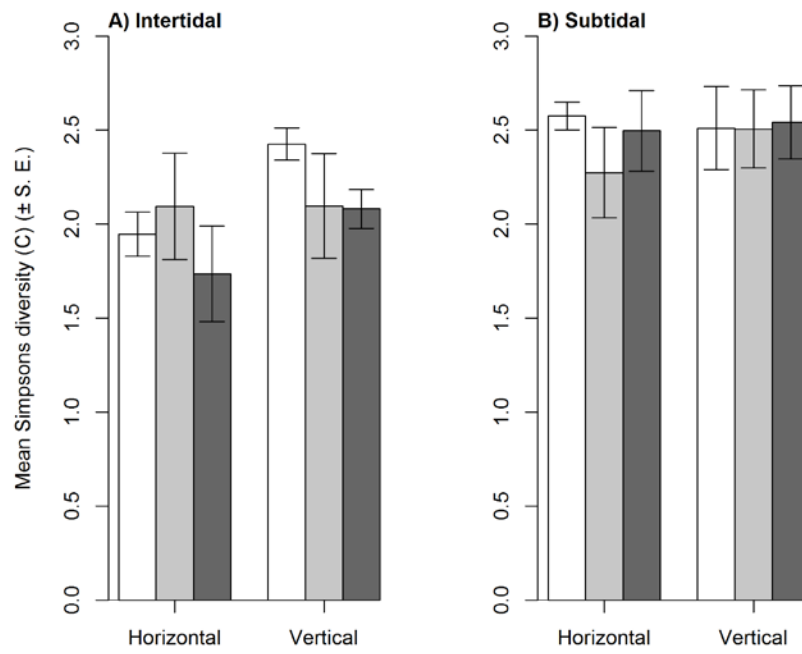 A) Intertidal
Mean Simpsons diversity (C) (± S. E.)
3.0
2.5
2.0
1.5
1.0
0.5
0.0
Horizontal Vertical
B) Subtidal
3.0
2.5
2.0
1.5
1.0
0.5
0.0
Horizontal Vertical